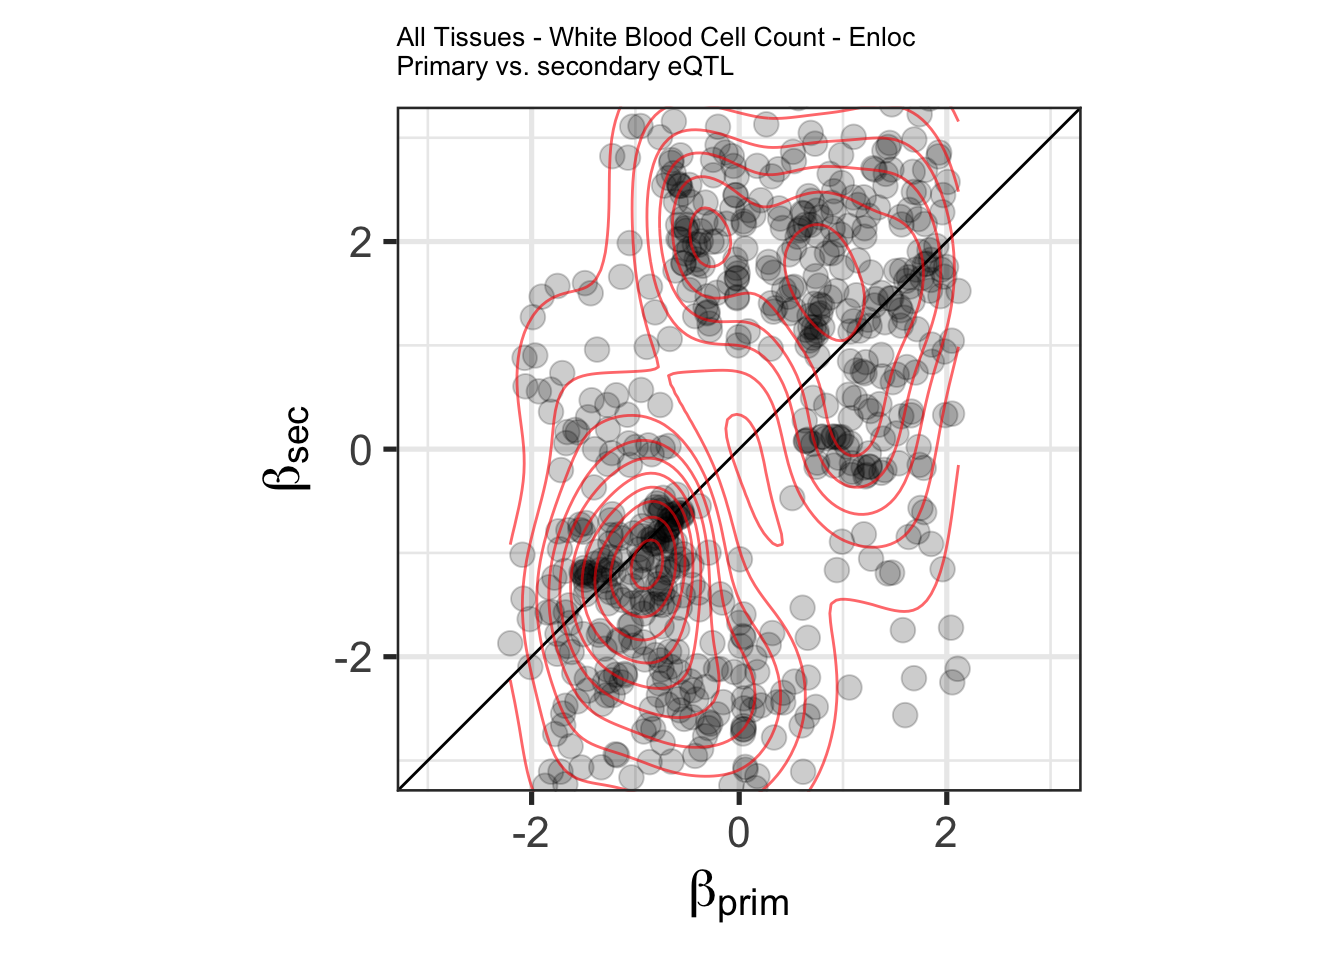 All Tissues - White Blood Cell Count - Enloc
Primary vs. secondary eQTL
2
0
-2
βsec
-2
0
2
βprim